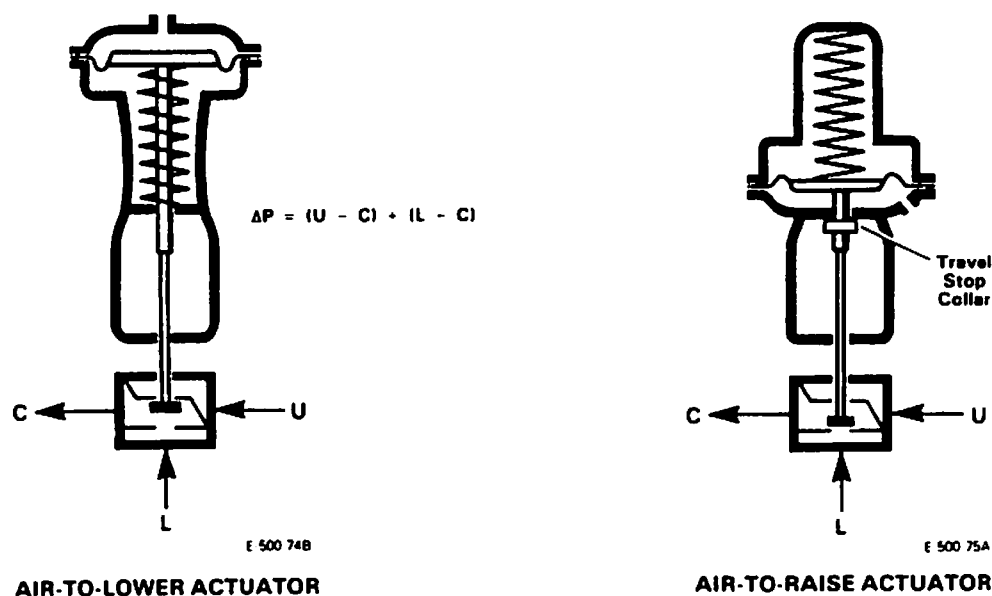 ΔP = (U - C) + (L - C)
Travel
Stop
Collar
C
U
L
E 500 74B
AIR-TO-LOWER ACTUATOR
C
U
L
E 500 75A
AIR-TO-RAISE ACTUATOR